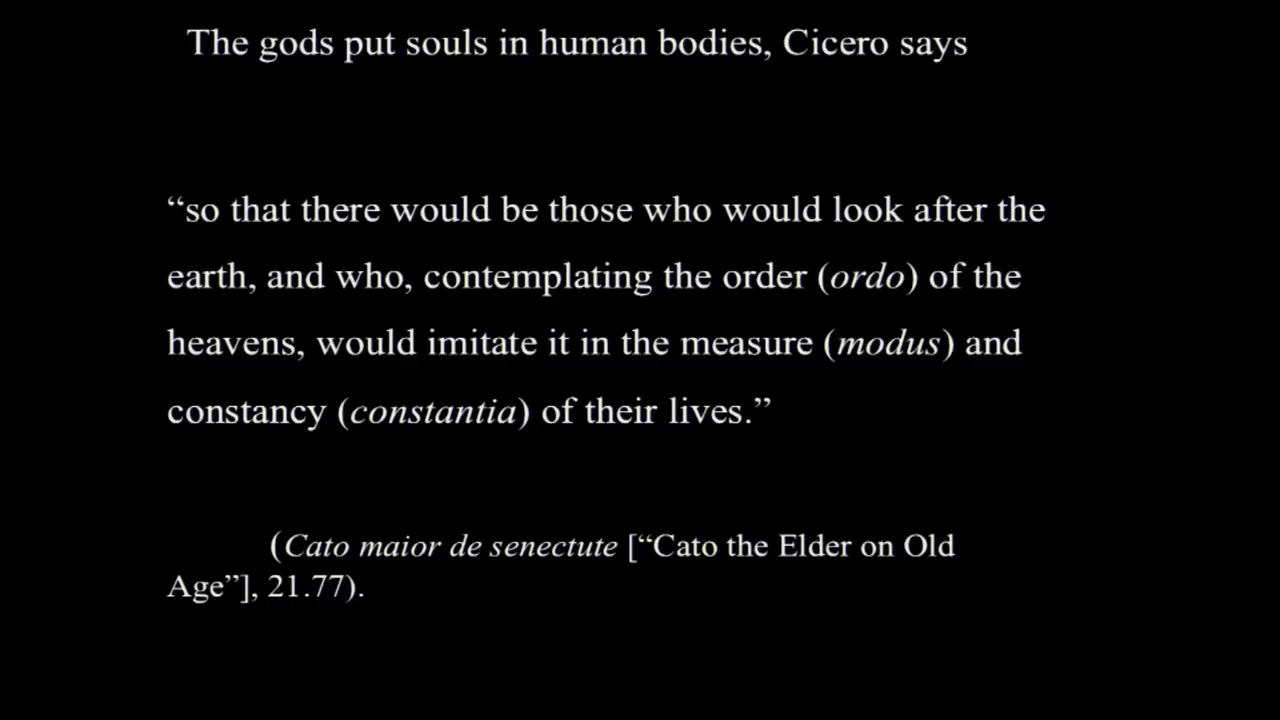 The gods put souls in human bodies, Cicero says
“so that there would be those who would look after the
earth, and who, contemplating the order (ordo) of the
heavens, would imitate it in the measure (modus) and
constancy (constantia) of their lives.”
(Cato maior de senectute [“Cato the Elder on Old
Age”], 21.77).